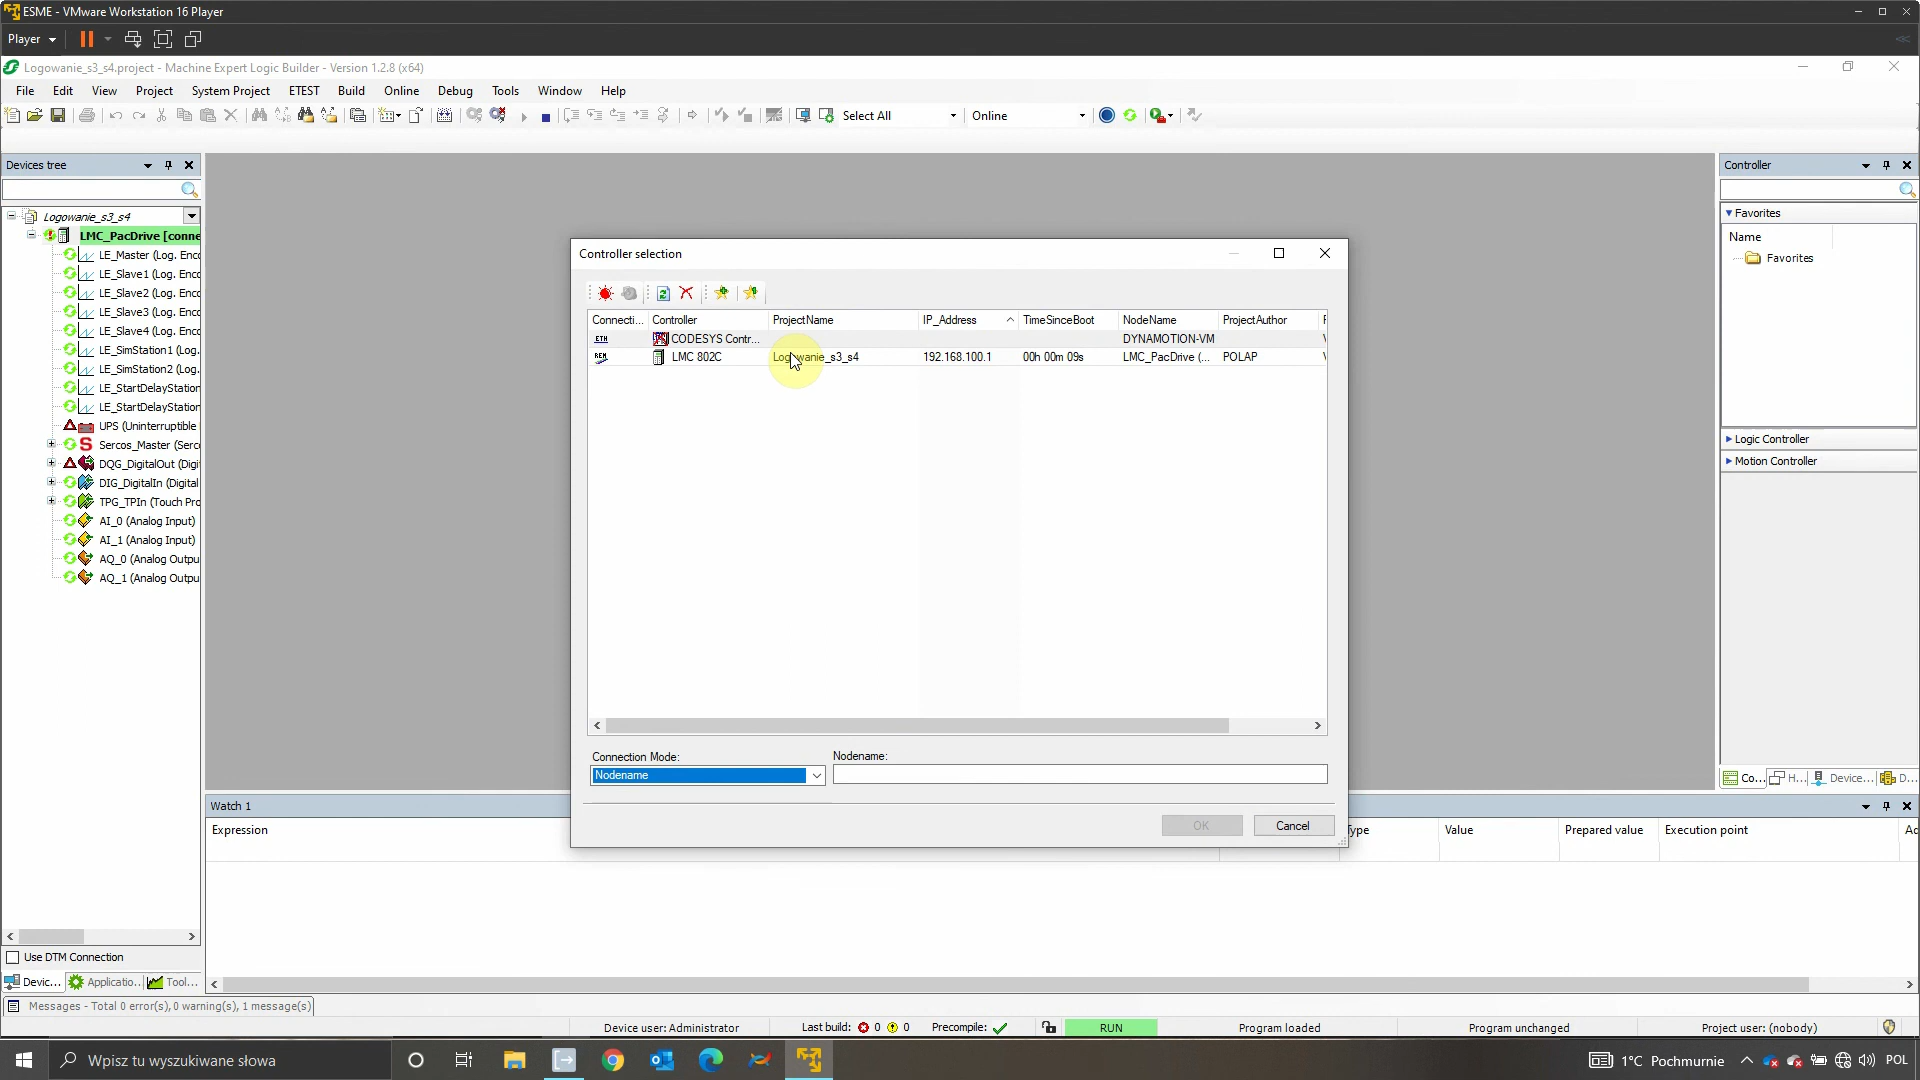 ESME - VMware Workstation 16 Player
Player
Logowanie_s3_s4.project - Machine Expert Logic Builder - Version 1.2.8 (x64)
File Edit View Project System Project ETEST Build Online Debug Tools Window Help
Select All Online
Devices tree
Logowanie_s3_s4
LMC_PacDrive [conne
LE_Master (Log. Enco
LE_Slave1 (Log. Enco
LE_Slave2 (Log. Enco
LE_Slave3 (Log. Enco
LE_Slave4 (Log. Enco
LE_SimStation1 (Log.
LE_SimStation2 (Log.
LE_StartDelayStation
LE_StartDelayStation
UPS (Uninterruptible
Sercos_Master (Serco
DQG_DigitalOut (Digi
DIG_DigitalIn (Digital
TPG_TPIn (Touch Pro
AI_0 (Analog Input)
AI_1 (Analog Input)
AQ_0 (Analog Outpu
AQ_1 (Analog Outpu
Use DTM Connection
Devic... Applicatio... Tool...
Controller selection
Connecti... Controller ProjectName IP_Address TimeSinceBoot NodeName ProjectAuthor F
ETH CODESYS Contr... DYNAMOTION-VM V
REM LMC 802C Logowanie_s3_s4 192.168.100.1 00h 00m 09s LMC_PacDrive (... POLAP V
Connection Mode: Nodename:
Nodename
OK Cancel
Controller
Favorites
Name
Favorites
Logic Controller
Motion Controller
Co... H... Device... D...
Watch 1
Expression Type Value Prepared value Execution point Ad
Messages - Total 0 error(s), 0 warning(s), 1 message(s)
Device user: Administrator Last build: 0 0 Precompile: RUN Program loaded Program unchanged Project user: (nobody)
Wpisz tu wyszukiwane słowa 1°C Pochmurnie POL